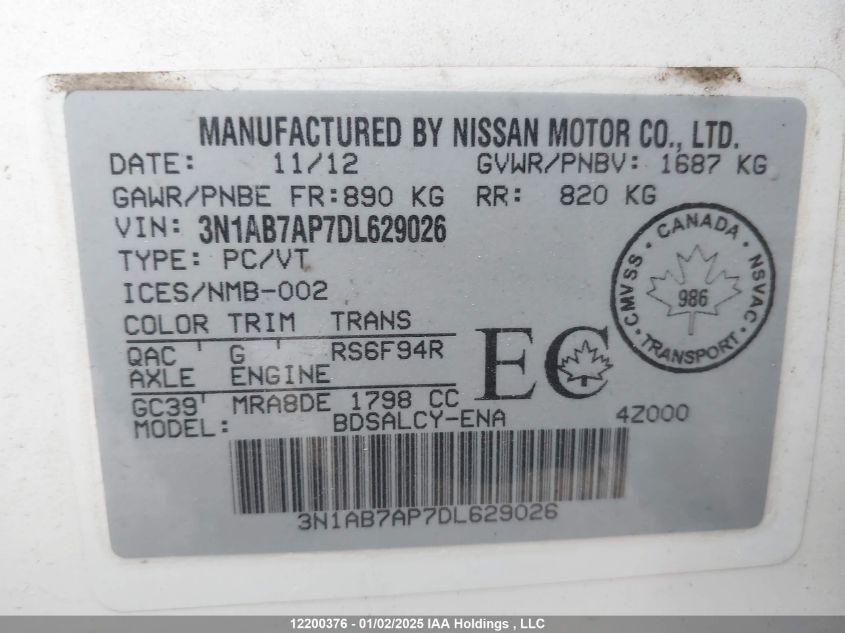 MANUFACTURED BY NISSAN MOTOR CO., LTD.
DATE: 11/12 GVWR/PNBV: 1687 KG
GAWR/PNBE FR:890 KG RR: 820 KG
VIN: 3N1AB7AP7DL629026
TYPE: PC/VT
ICES/NMB-002
COLOR TRIM TRANS
QAC ' G ' RS6F94R
AXLE ENGINE
GC39' MRA8DE 1798 CC
MODEL: BDSALCY-ENA 4Z000
EC
CANADA
CMVSS · NSVAC
986
· TRANSPORT ·
3N1AB7AP7DL629026
12200376 - 01/02/2025 IAA Holdings , LLC